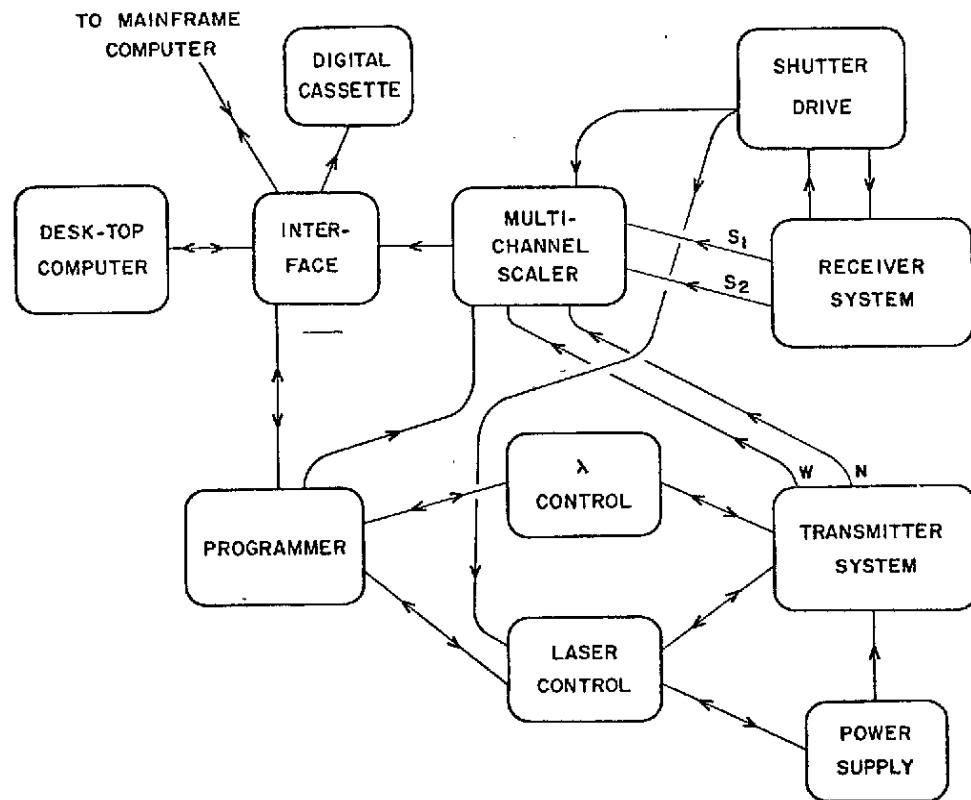 TO MAINFRAME
COMPUTER
DIGITAL
CASSETTE
SHUTTER
DRIVE
DESK-TOP
COMPUTER
INTER-
FACE
MULTI-
CHANNEL
SCALER
S1
S2
RECEIVER
SYSTEM
W N
λ
CONTROL
PROGRAMMER
TRANSMITTER
SYSTEM
LASER
CONTROL
POWER
SUPPLY